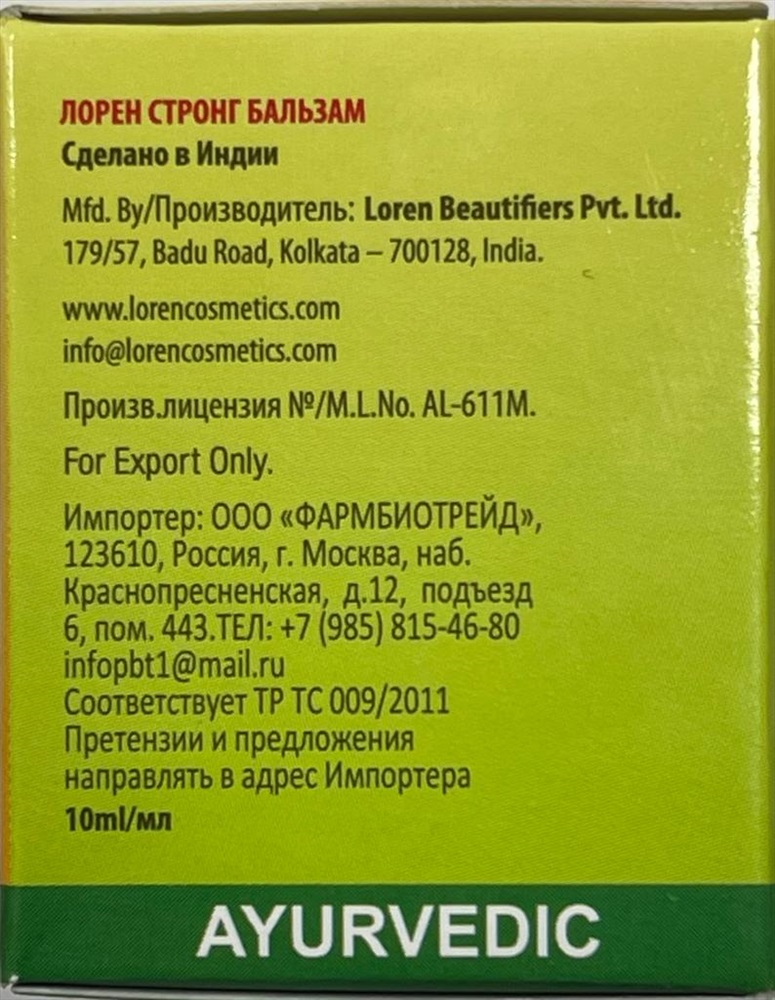 ЛОРЕН СТРОНГ БАЛЬЗАМ
Сделано в Индии
Mfd. By/Производитель: Loren Beautifiers Pvt. Ltd.
179/57, Badu Road, Kolkata – 700128, India.
www.lorencosmetics.com
info@lorencosmetics.com
Произв.лицензия №/M.L.No. AL-611M.
For Export Only.
Импортер: ООО «ФАРМБИОТРЕЙД»,
123610, Россия, г. Москва, наб.
Краснопресненская, д.12, подъезд
6, пом. 443.ТЕЛ: +7 (985) 815-46-80
infopbt1@mail.ru
Соответствует ТР ТС 009/2011
Претензии и предложения
направлять в адрес Импортера
10ml/мл
AYURVEDIC